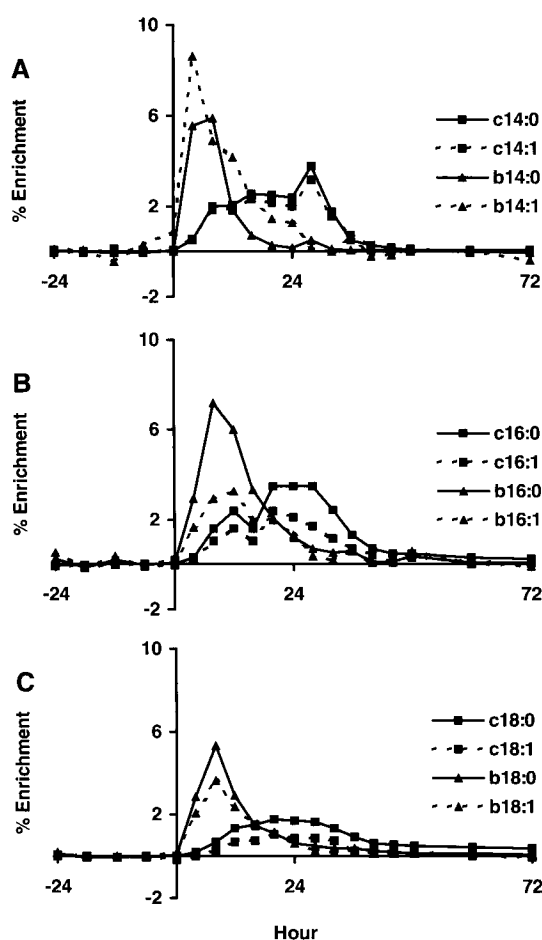 A
% Enrichment
10
6
2
-2
-24
24
72
c14:0
c14:1
b14:0
b14:1
B
% Enrichment
10
6
2
-2
-24
24
72
c16:0
c16:1
b16:0
b16:1
C
% Enrichment
10
6
2
-2
-24
24
72
c18:0
c18:1
b18:0
b18:1
Hour